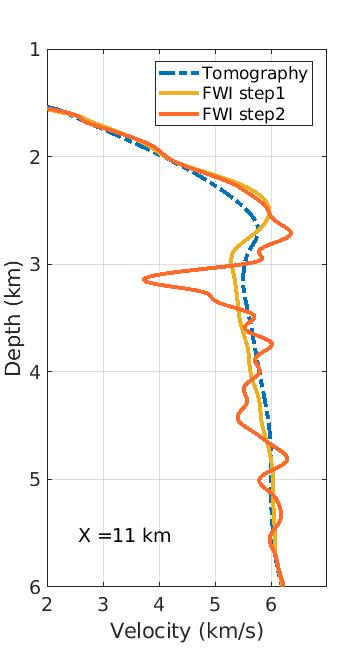 1
Tomography
FWI step1
FWI step2
2
3
Depth (km)
4
5
X =11 km
6
2 3 4 5 6
Velocity (km/s)